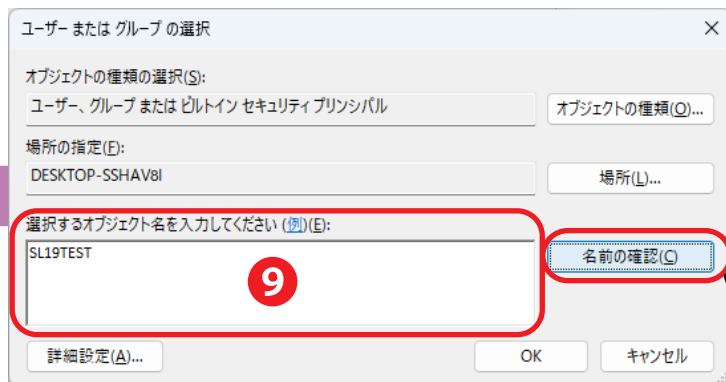 ユーザー または グループ の選択
オブジェクトの種類の選択(S):
ユーザー、グループ または ビルトイン セキュリティ プリンシパル
オブジェクトの種類(O)...
場所の指定(F):
DESKTOP-SSHAV8I
場所(L)...
選択するオブジェクト名を入力してください (例)(E):
SL19TEST
名前の確認(C)
9
詳細設定(A)...
OK
キャンセル